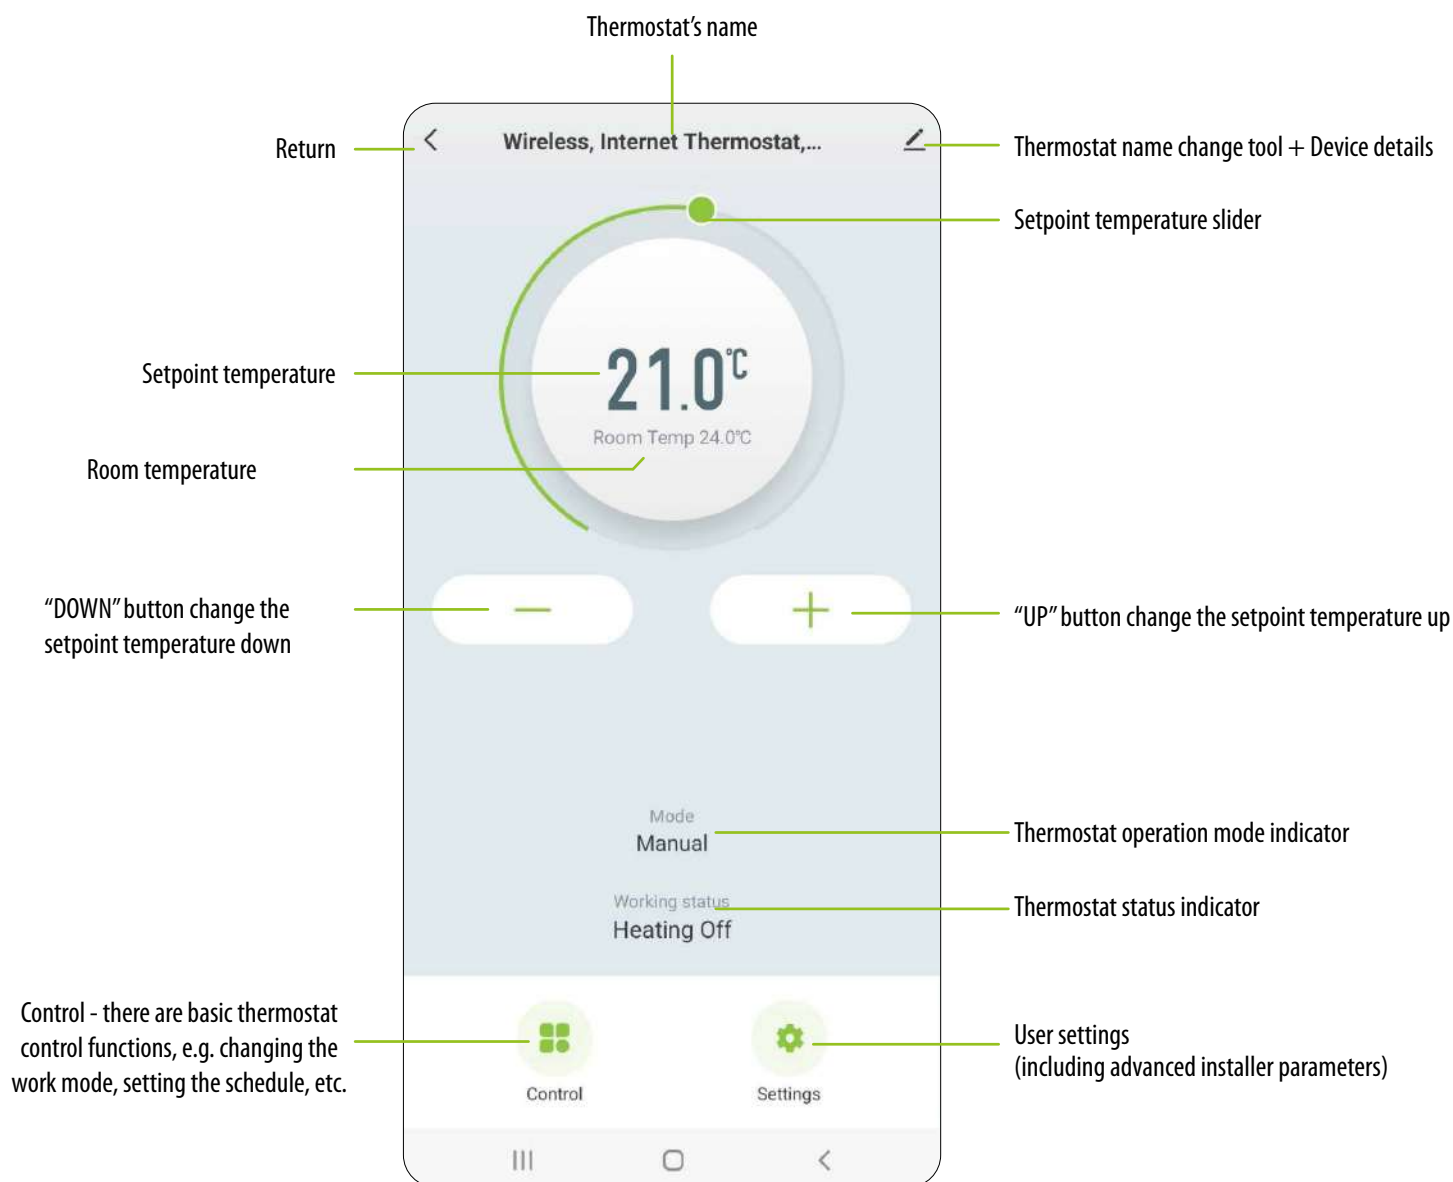 Thermostat’s name
Return
Wireless, Internet Thermostat,...
Thermostat name change tool + Device details
Setpoint temperature slider
Setpoint temperature
21.0°C
Room Temp 24.0°C
Room temperature
“DOWN” button change the
setpoint temperature down
“UP” button change the setpoint temperature up
Mode
Manual
Thermostat operation mode indicator
Working status
Heating Off
Thermostat status indicator
Control - there are basic thermostat
control functions, e.g. changing the
work mode, setting the schedule, etc.
Control
Settings
User settings
(including advanced installer parameters)